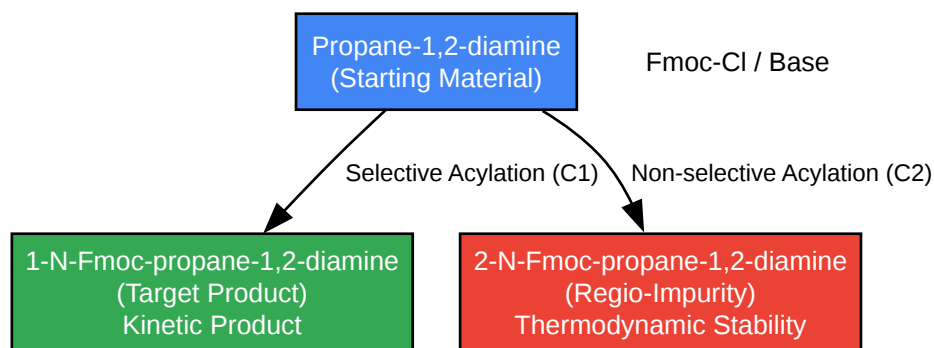 Propane-1,2-diamine
(Starting Material)
Fmoc-Cl / Base
Selective Acylation (C1)
Non-selective Acylation (C2)
1-N-Fmoc-propane-1,2-diamine
(Target Product)
Kinetic Product
2-N-Fmoc-propane-1,2-diamine
(Regio-Impurity)
Thermodynamic Stability